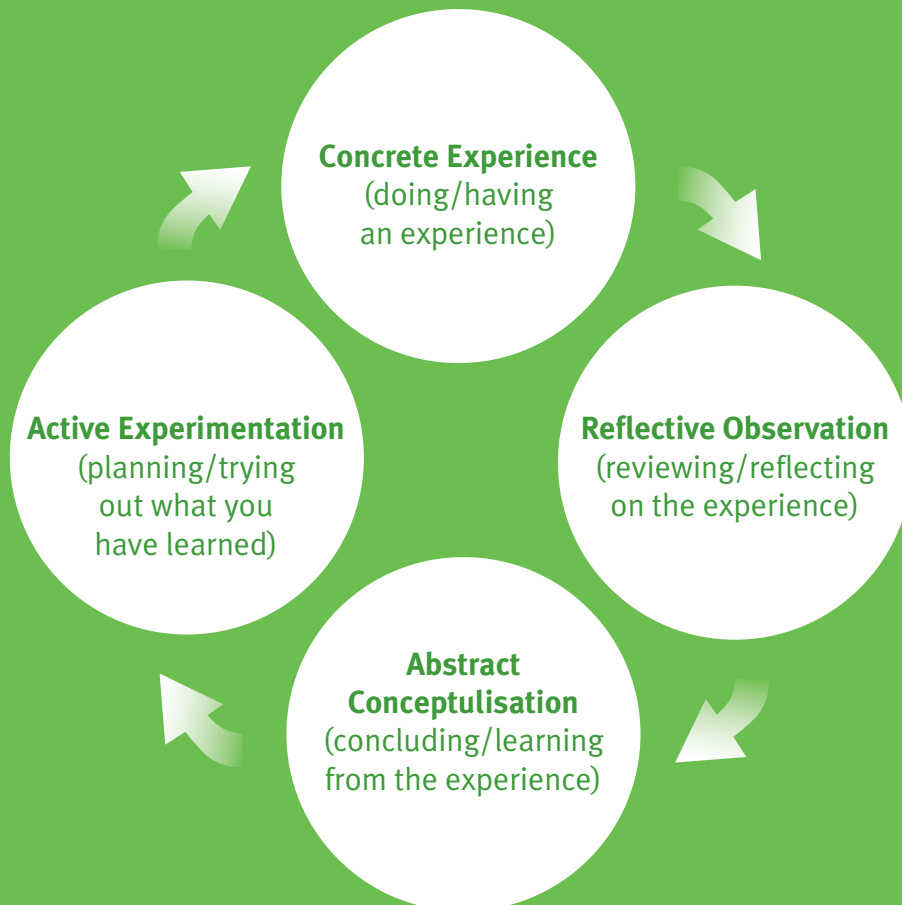 Concrete Experience
(doing/having
an experience)
Reflective Observation
(reviewing/reflecting
on the experience)
Abstract
Conceptulisation
(concluding/learning
from the experience)
Active Experimentation
(planning/trying
out what you
have learned)